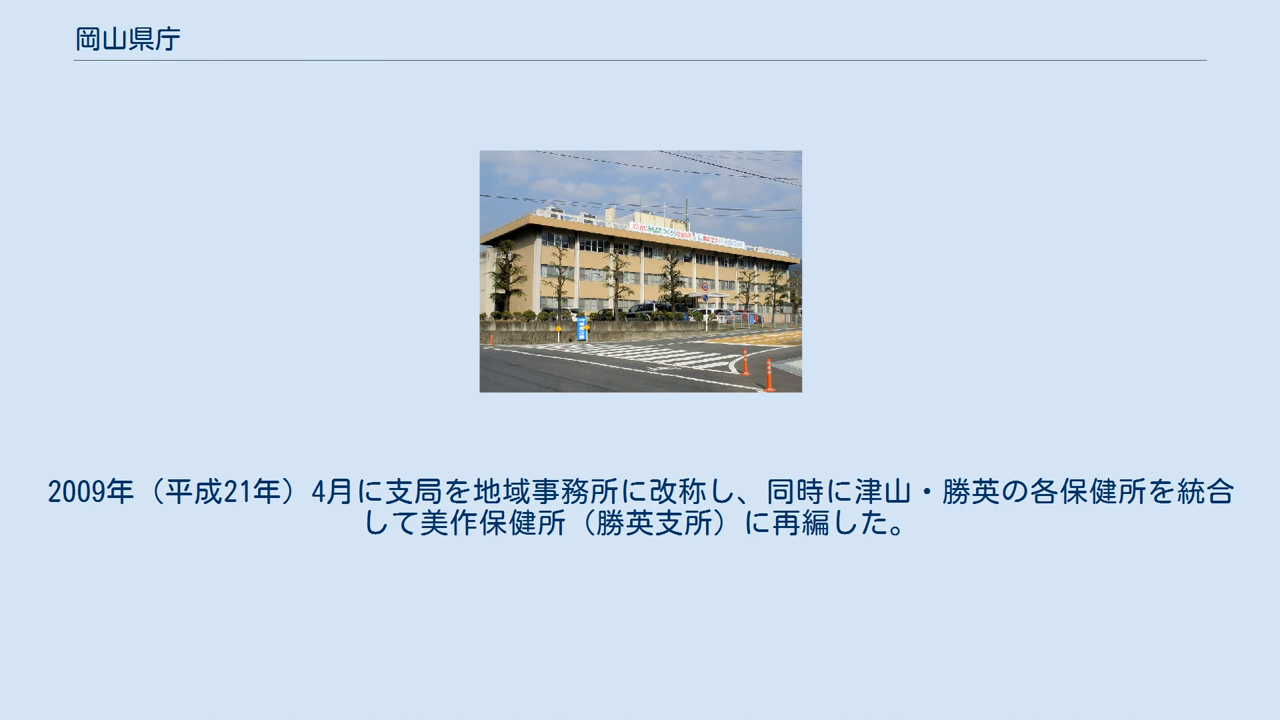 岡山県庁
2009年（平成21年）4月に支局を地域事務所に改称し、同時に津山・勝英の各保健所を統合
して美作保健所（勝英支所）に再編した。